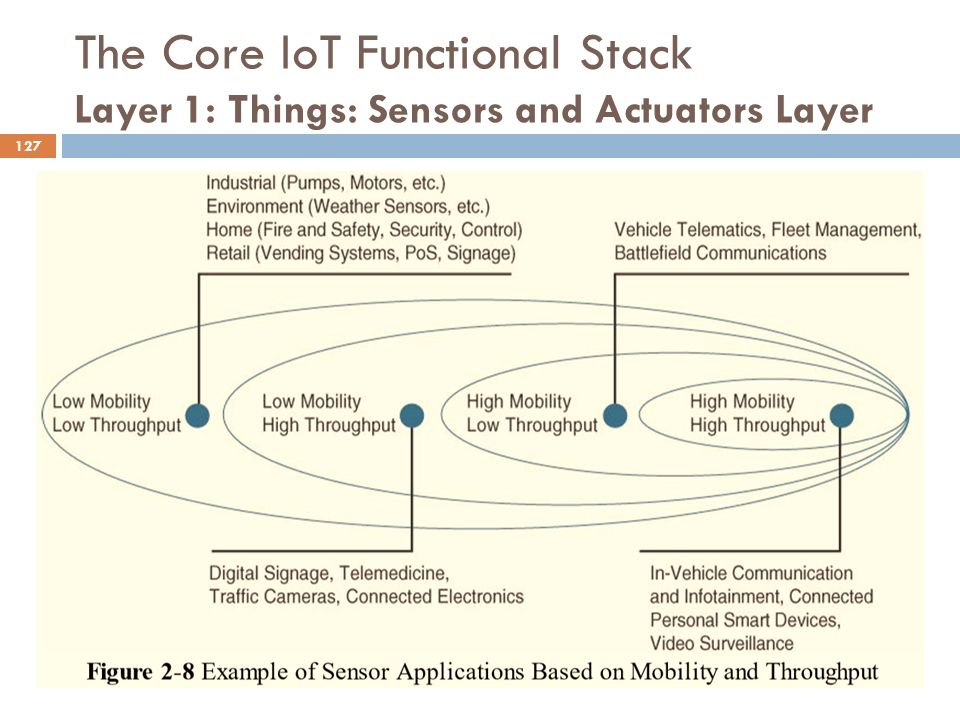 The Core IoT Functional Stack
Layer 1: Things: Sensors and Actuators Layer
127
Industrial (Pumps, Motors, etc.)
Environment (Weather Sensors, etc.)
Home (Fire and Safety, Security, Control)
Retail (Vending Systems, PoS, Signage)
Vehicle Telematics, Fleet Management,
Battlefield Communications
Low Mobility
Low Throughput
Low Mobility
High Throughput
High Mobility
Low Throughput
High Mobility
High Throughput
Digital Signage, Telemedicine,
Traffic Cameras, Connected Electronics
In-Vehicle Communication
and Infotainment, Connected
Personal Smart Devices,
Video Surveillance
Figure 2-8 Example of Sensor Applications Based on Mobility and Throughput